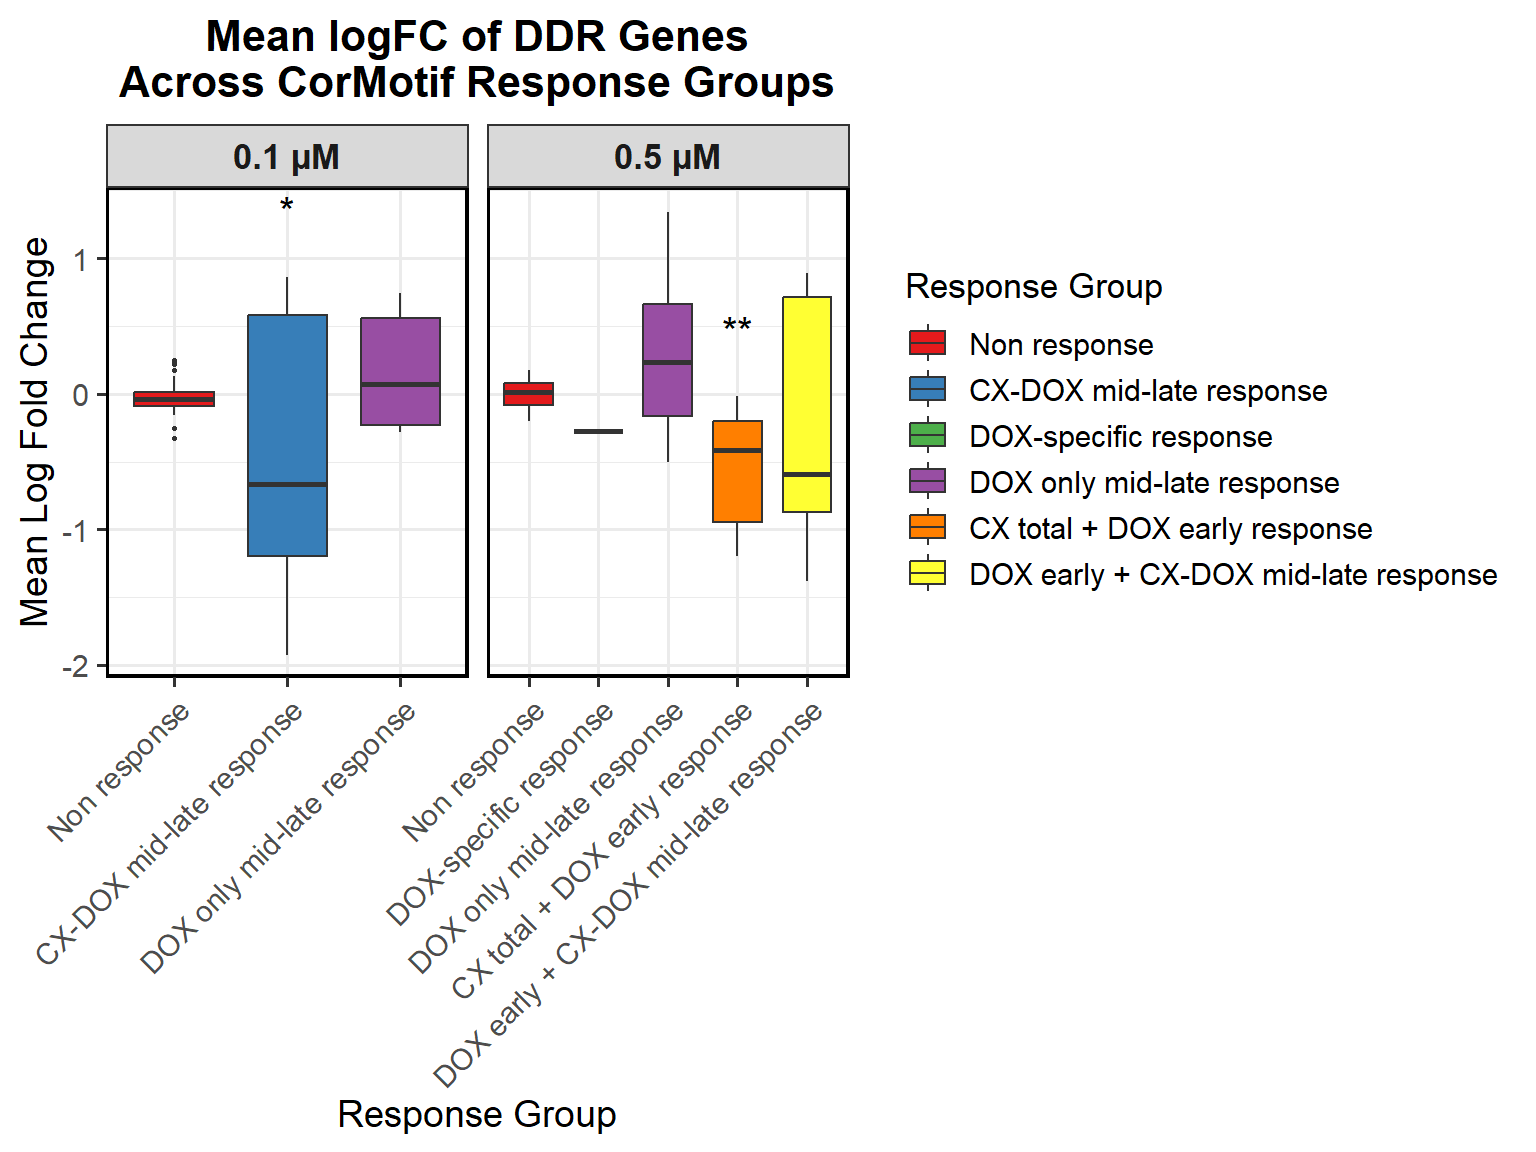 Mean logFC of DDR Genes
Across CorMotif Response Groups
0.1 µM
0.5 µM
*
**
Mean Log Fold Change
1
0
-1
-2
Non response
CX-DOX mid-late response
DOX only mid-late response
Non response
DOX-specific response
DOX only mid-late response
CX total + DOX early response
DOX early + CX-DOX mid-late response
Response Group
Response Group
Non response
CX-DOX mid-late response
DOX-specific response
DOX only mid-late response
CX total + DOX early response
DOX early + CX-DOX mid-late response